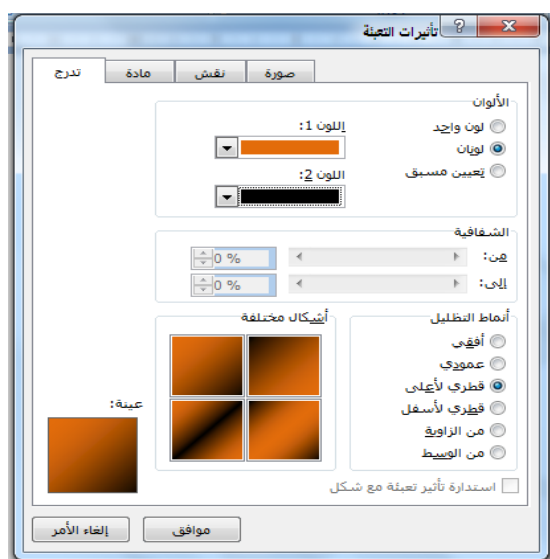 تأثيرات التعبئة
تدرج
مادة
نقش
صورة
الألوان
لون واحد
لونان
تعيين مسبق
اللون 1:
اللون 2:
الشفافية
من:
0 %
إلى:
0 %
أنماط التظليل
أفقي
عمودي
قطري لأعلى
قطري لأسفل
من الزاوية
من الوسط
أشكال مختلفة
عينة:
استدارة تأثير تعبئة مع شكل
موافق
إلغاء الأمر